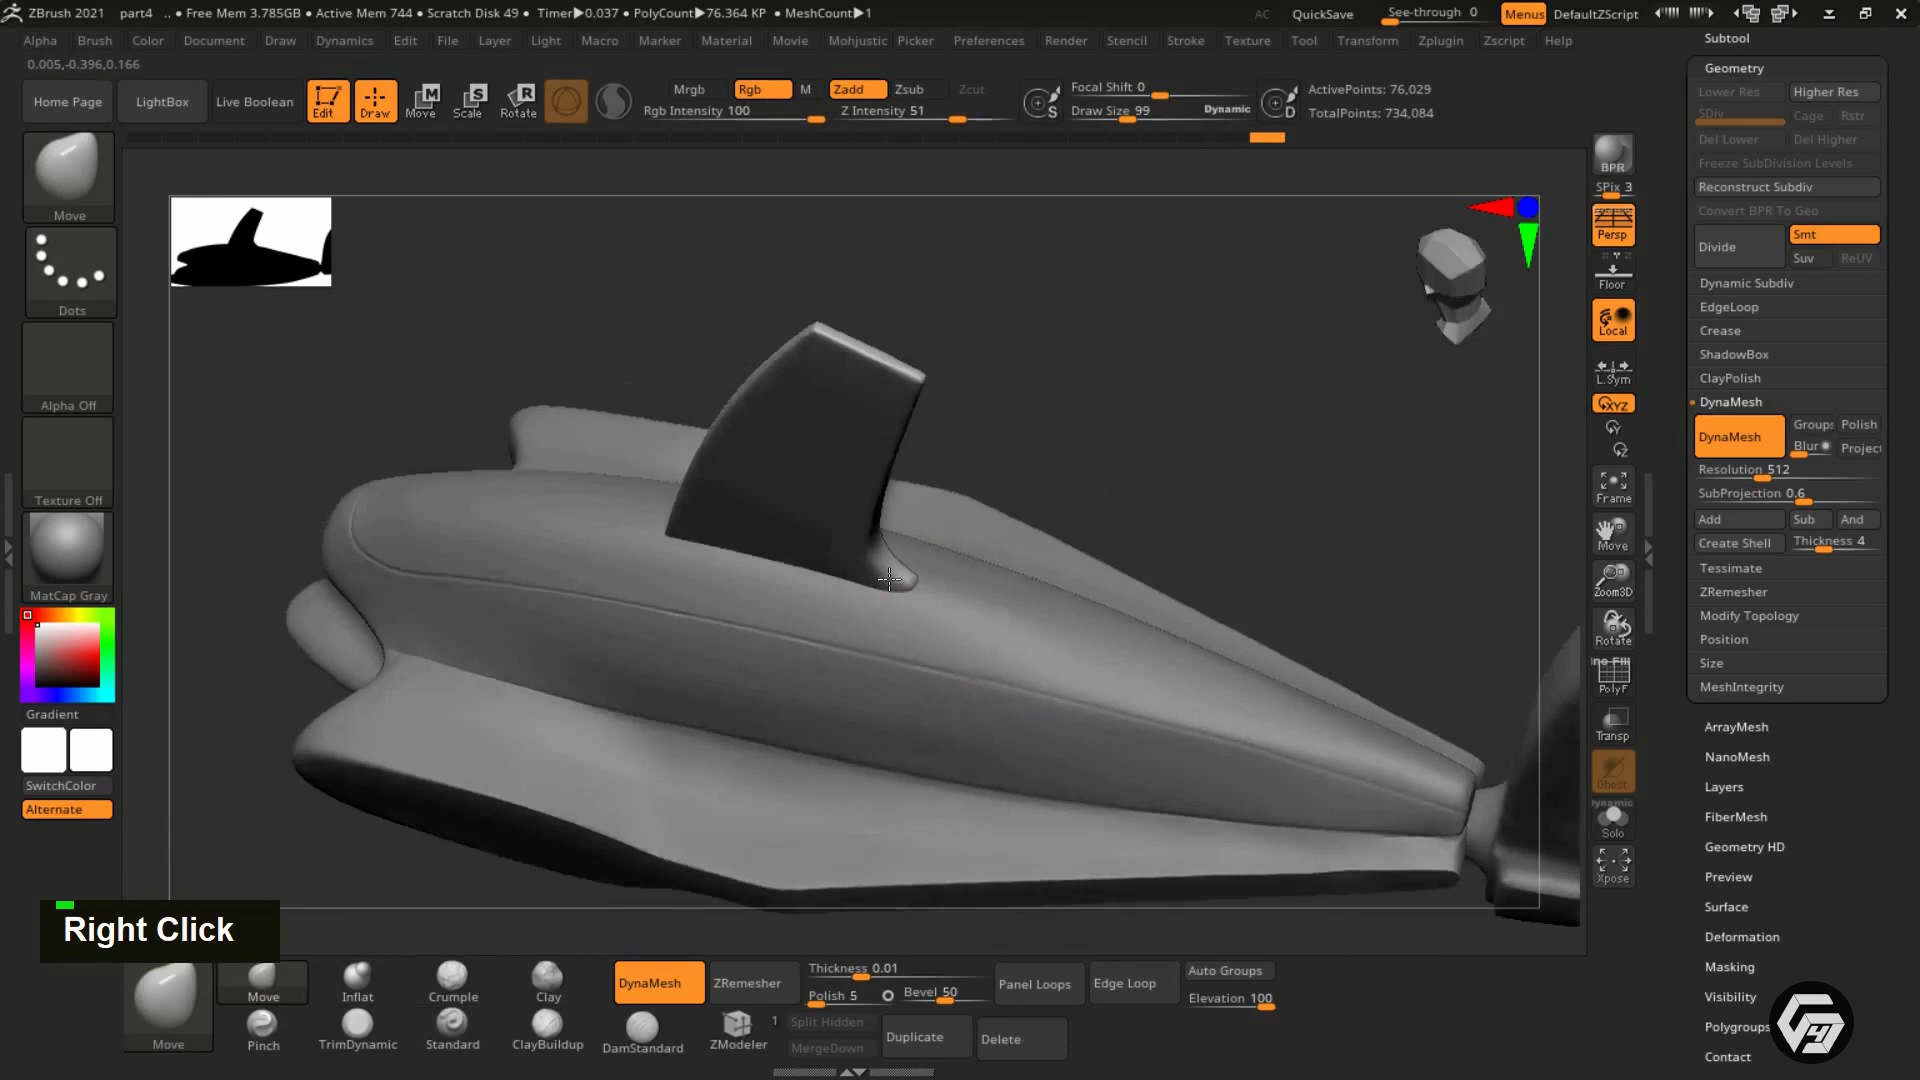 ZBrush 2021 part4 .. • Free Mem 3.785GB • Active Mem 744 • Scratch Disk 49 • Timer▶0.037 • PolyCount▶76.364 KP • MeshCount▶1
AC QuickSave See-through 0 Menus DefaultZScript
Alpha Brush Color Document Draw Dynamics Edit File Layer Light Macro Marker Material Movie Mohjustic Picker Preferences Render Stencil Stroke Texture Tool Transform Zplugin Zscript Help
0.005,-0.396,0.166
Home Page LightBox Live Boolean Edit Draw Move Scale Rotate
Mrgb Rgb M Zadd Zsub Zcut
Rgb Intensity 100 Z Intensity 51
Focal Shift 0
Draw Size 99 Dynamic
ActivePoints: 76,029
TotalPoints: 734,084
Move
Dots
Alpha Off
Texture Off
MatCap Gray
Gradient
SwitchColor
Alternate
Right Click
BPR
SPix 3
Persp
Floor
Local
L.Sym
XYZ
Frame
Move
Zoom3D
Rotate
PolyF
Transp
Ghost
Dynamic
Solo
Xpose
Subtool
Geometry
Lower Res Higher Res
SDiv Cage Rstr
Del Lower Del Higher
Freeze SubDivision Levels
Reconstruct Subdiv
Convert BPR To Geo
Divide Smt
Suv ReUV
Dynamic Subdiv
EdgeLoop
Crease
ShadowBox
ClayPolish
DynaMesh
DynaMesh Groups Polish
Blur Project
Resolution 512
SubProjection 0.6
Add Sub And
Create Shell Thickness 4
Tessimate
ZRemesher
Modify Topology
Position
Size
MeshIntegrity
ArrayMesh
NanoMesh
Layers
FiberMesh
Geometry HD
Preview
Surface
Deformation
Masking
Visibility
Polygroups
Contact
Move Move Inflat Crumple Clay
Pinch TrimDynamic Standard ClayBuildup DamStandard ZModeler
DynaMesh ZRemesher
Thickness 0.01
Polish 5 Bevel 50
Panel Loops Edge Loop
Auto Groups
Elevation 100
1 Split Hidden
MergeDown
Duplicate Delete